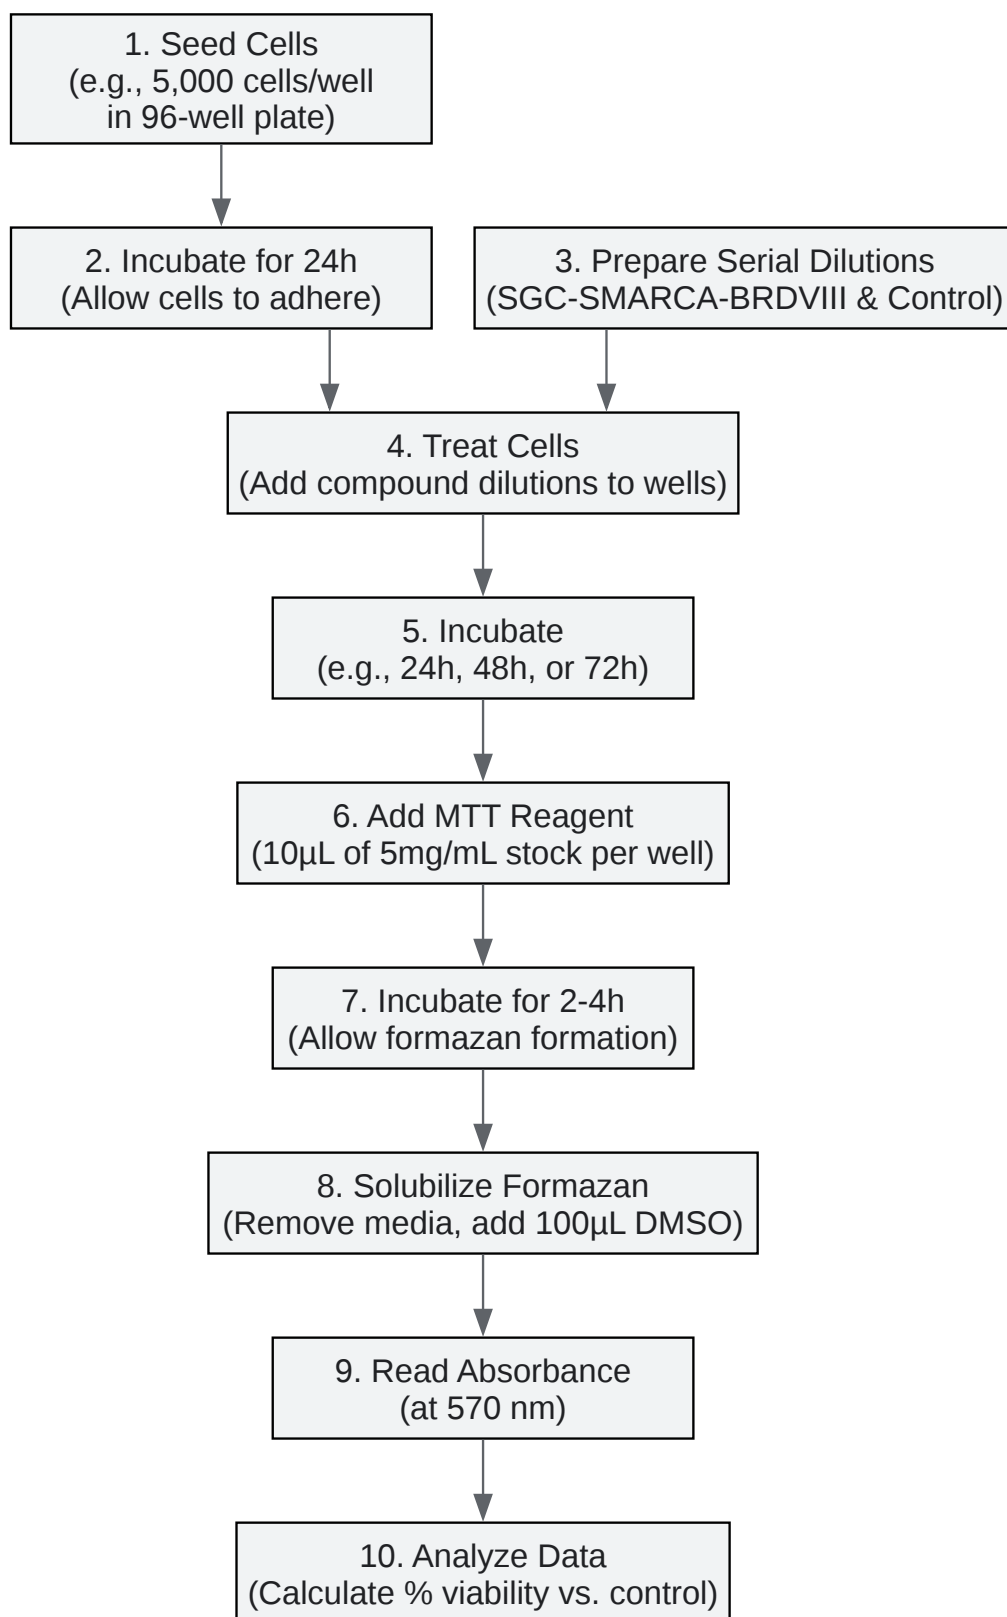 1. Seed Cells
(e.g., 5,000 cells/well
in 96-well plate)
2. Incubate for 24h
(Allow cells to adhere)
3. Prepare Serial Dilutions
(SGC-SMARCA-BRDVIII & Control)
4. Treat Cells
(Add compound dilutions to wells)
5. Incubate
(e.g., 24h, 48h, or 72h)
6. Add MTT Reagent
(10µL of 5mg/mL stock per well)
7. Incubate for 2-4h
(Allow formazan formation)
8. Solubilize Formazan
(Remove media, add 100µL DMSO)
9. Read Absorbance
(at 570 nm)
10. Analyze Data
(Calculate % viability vs. control)